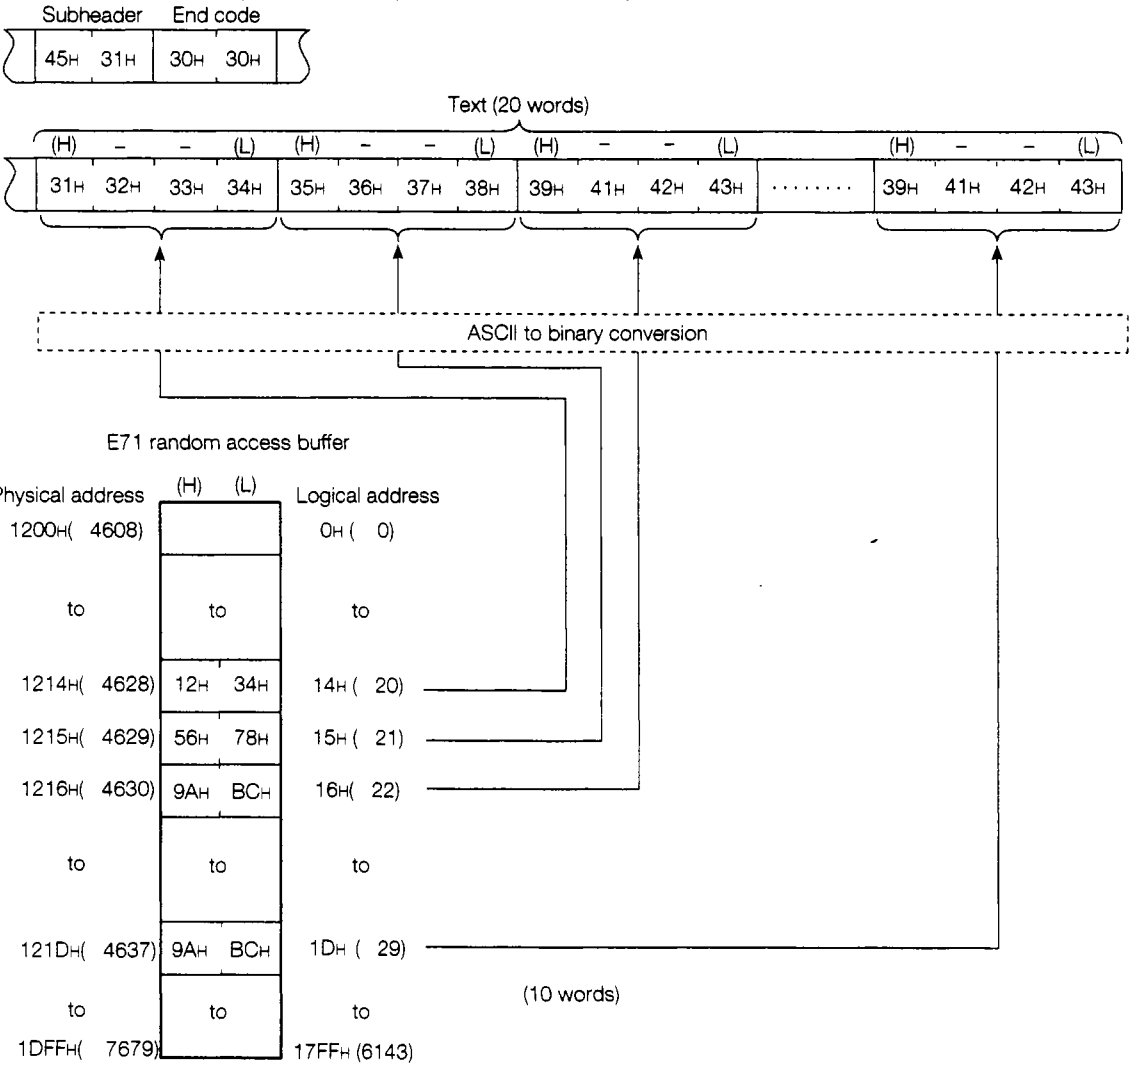 Subheader End code
45H 31H 30H 30H
Text (20 words)
(H) – – (L) (H) – – (L) (H) – – (L) (H) – – (L)
31H 32H 33H 34H 35H 36H 37H 38H 39H 41H 42H 43H ........ 39H 41H 42H 43H
ASCII to binary conversion
E71 random access buffer
Physical address (H) (L) Logical address
1200H( 4608) 0H ( 0)
to to to
1214H( 4628) 12H 34H 14H ( 20)
1215H( 4629) 56H 78H 15H ( 21)
1216H( 4630) 9AH BCH 16H( 22)
to to to
121DH( 4637) 9AH BCH 1DH ( 29)
(10 words)
to to to
1DFFH( 7679) 17FFH (6143)